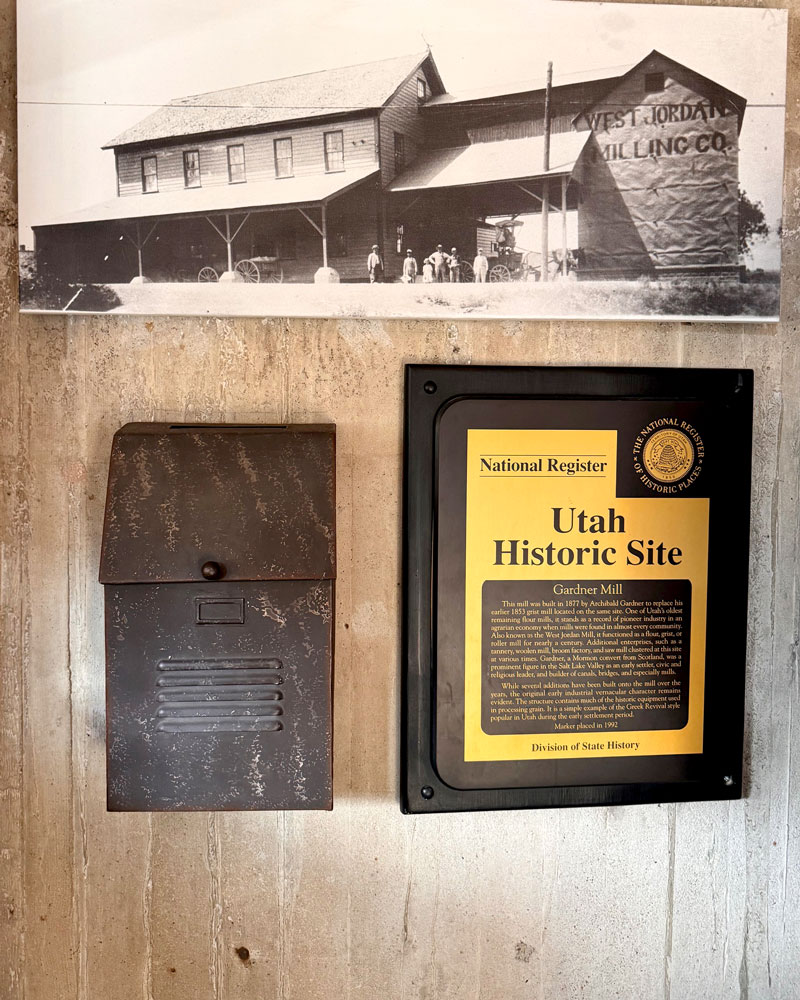 WEST JORDAN
MILLING CO.
National Register
THE NATIONAL REGISTER
OF HISTORIC PLACES
Utah
Historic Site
Gardner Mill
This mill was built in 1877 by Archibald Gardner to replace his
earlier 1853 grist mill located on the same site. One of Utah's oldest
remaining flour mills, it stands as a record of pioneer industry in an
agrarian economy when mills were found in almost every community.
Also known as the West Jordan Mill, it functioned as a flour, grist, or
roller mill for nearly a century. Additional enterprises, such as a
tannery, woolen mill, broom factory, and saw mill clustered at this site
at various times. Gardner, a Mormon convert from Scotland, was a
prominent figure in the Salt Lake Valley as an early settler, civic and
religious leader, and builder of canals, bridges, and especially mills.
While several additions have been built onto the mill over the
years, the original early industrial vernacular character remains
evident. The structure contains much of the historic equipment used
in processing grain. It is a simple example of the Greek Revival style
popular in Utah during the early settlement period.
Marker placed in 1992
Division of State History